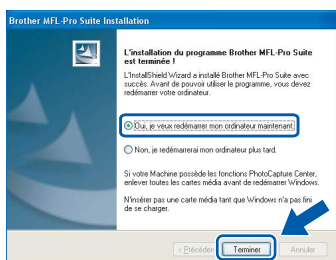 Brother MFL-Pro Suite Installation
L'installation du programme Brother MFL-Pro Suite
est terminée !
L'InstallShield Wizard a installé Brother MFL-Pro Suite avec
succès. Avant de pouvoir utiliser le programme, vous devez
redémarrer votre ordinateur.
Oui, je veux redémarrer mon ordinateur maintenant.
Non, je redémarrerai mon ordinateur plus tard.
Si votre Machine possède les fonctions PhotoCapture Center,
enlever toutes les cartes média avant de redémarrer Windows.
N'insérer pas une carte média tant que Windows n'a pas fini
de se charger.
< Précéden
Terminer
Annuler